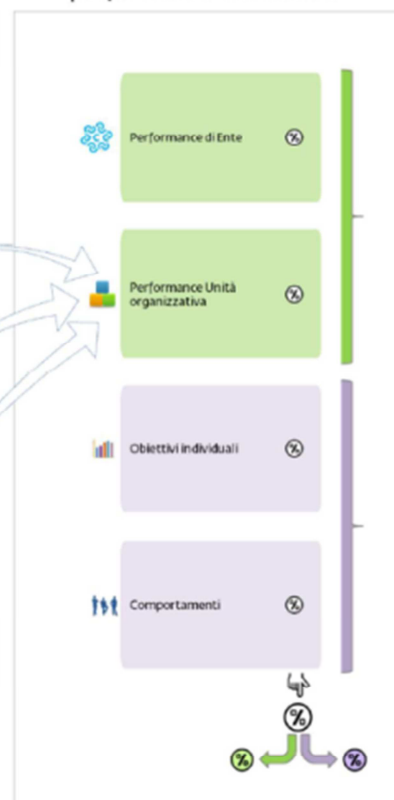 Performance di Ente
%
Performance Unità
organizzativa
%
Obiettivi individuali
%
Comportamenti
%
%
%
%